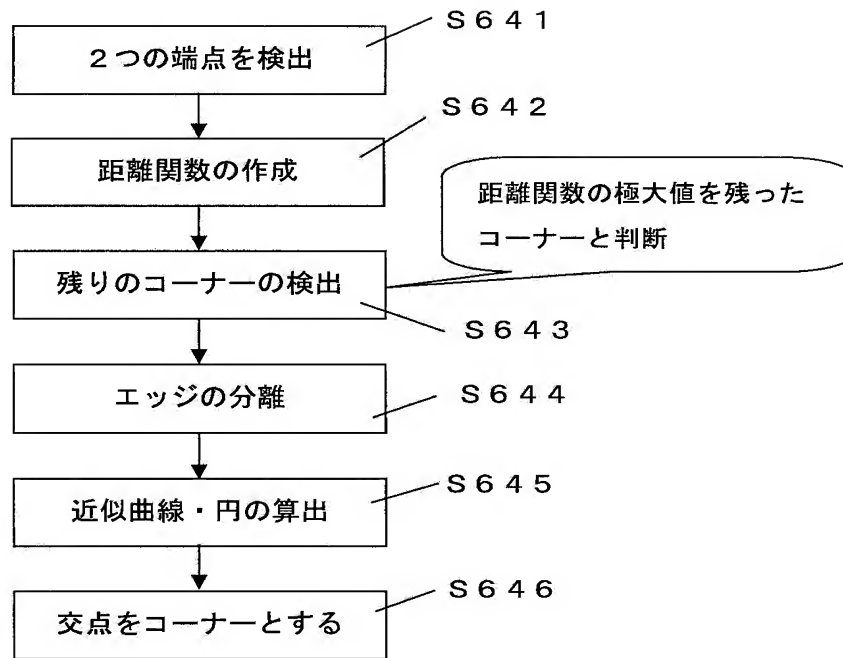 S641
２つの端点を検出
S642
距離関数の作成
距離関数の極大値を残った
コーナーと判断
残りのコーナーの検出
S643
エッジの分離
S644
近似曲線・円の算出
S645
交点をコーナーとする
S646